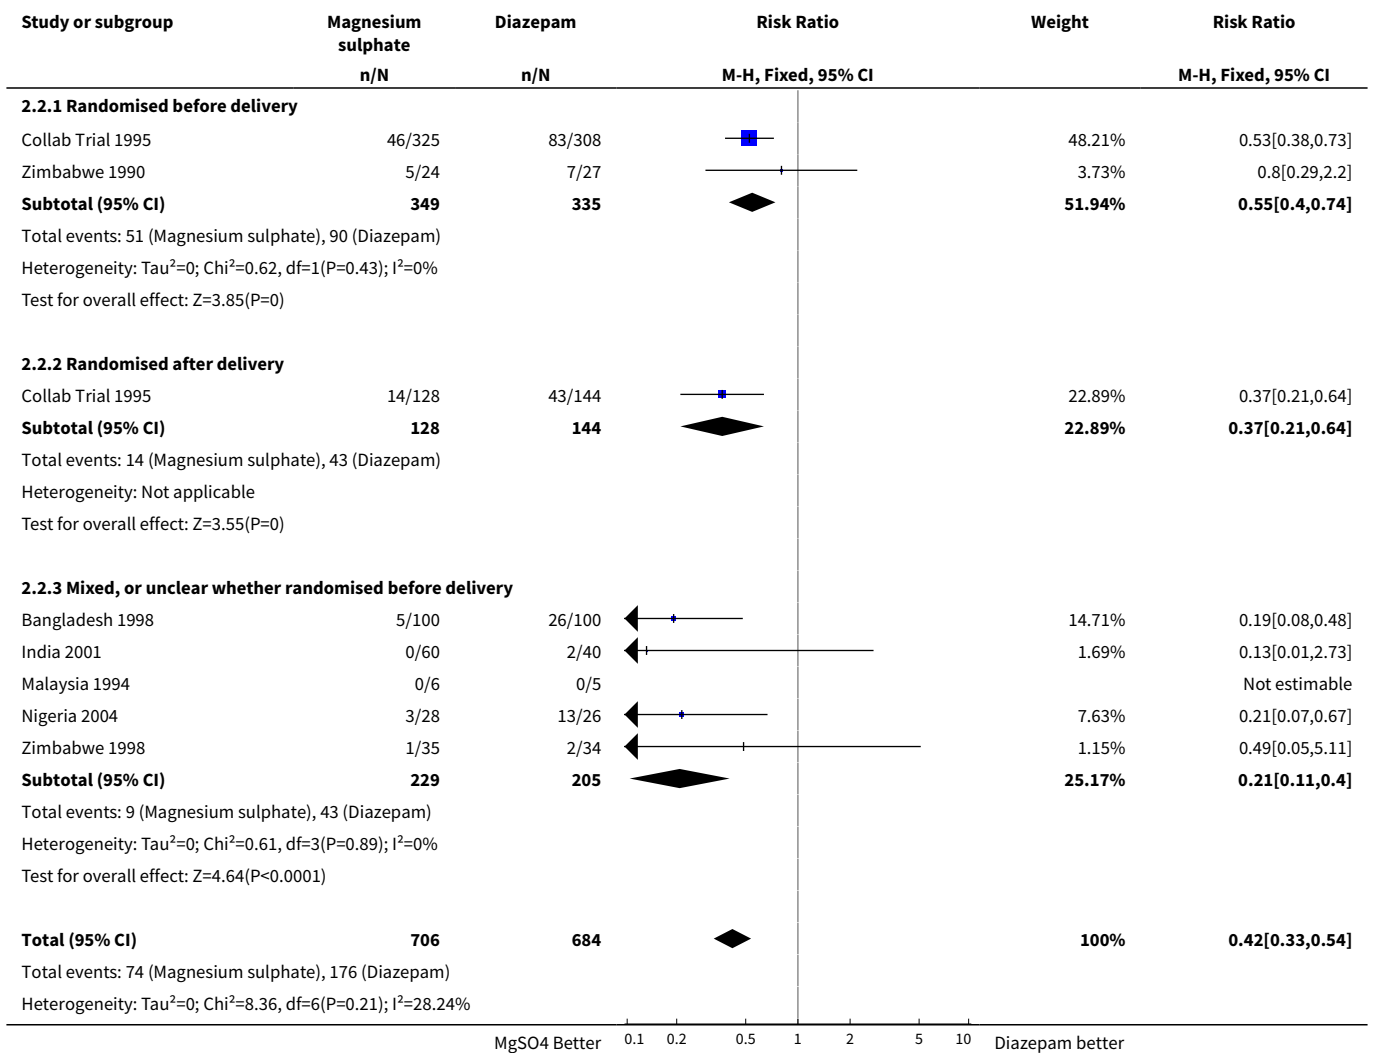 Study or subgroup Magnesium sulphate Diazepam Risk Ratio Weight Risk Ratio
n/N n/N M-H, Fixed, 95% CI M-H, Fixed, 95% CI
2.2.1 Randomised before delivery
Collab Trial 1995 46/325 83/308 48.21% 0.53[0.38,0.73]
Zimbabwe 1990 5/24 7/27 3.73% 0.8[0.29,2.2]
Subtotal (95% CI) 349 335 51.94% 0.55[0.4,0.74]
Total events: 51 (Magnesium sulphate), 90 (Diazepam)
Heterogeneity: Tau²=0; Chi²=0.62, df=1(P=0.43); I²=0%
Test for overall effect: Z=3.85(P=0)
2.2.2 Randomised after delivery
Collab Trial 1995 14/128 43/144 22.89% 0.37[0.21,0.64]
Subtotal (95% CI) 128 144 22.89% 0.37[0.21,0.64]
Total events: 14 (Magnesium sulphate), 43 (Diazepam)
Heterogeneity: Not applicable
Test for overall effect: Z=3.55(P=0)
2.2.3 Mixed, or unclear whether randomised before delivery
Bangladesh 1998 5/100 26/100 14.71% 0.19[0.08,0.48]
India 2001 0/60 2/40 1.69% 0.13[0.01,2.73]
Malaysia 1994 0/6 0/5 Not estimable
Nigeria 2004 3/28 13/26 7.63% 0.21[0.07,0.67]
Zimbabwe 1998 1/35 2/34 1.15% 0.49[0.05,5.11]
Subtotal (95% CI) 229 205 25.17% 0.21[0.11,0.4]
Total events: 9 (Magnesium sulphate), 43 (Diazepam)
Heterogeneity: Tau²=0; Chi²=0.61, df=3(P=0.89); I²=0%
Test for overall effect: Z=4.64(P<0.0001)
Total (95% CI) 706 684 100% 0.42[0.33,0.54]
Total events: 74 (Magnesium sulphate), 176 (Diazepam)
Heterogeneity: Tau²=0; Chi²=8.36, df=6(P=0.21); I²=28.24%
MgSO4 Better 0.1 0.2 0.5 1 2 5 10 Diazepam better